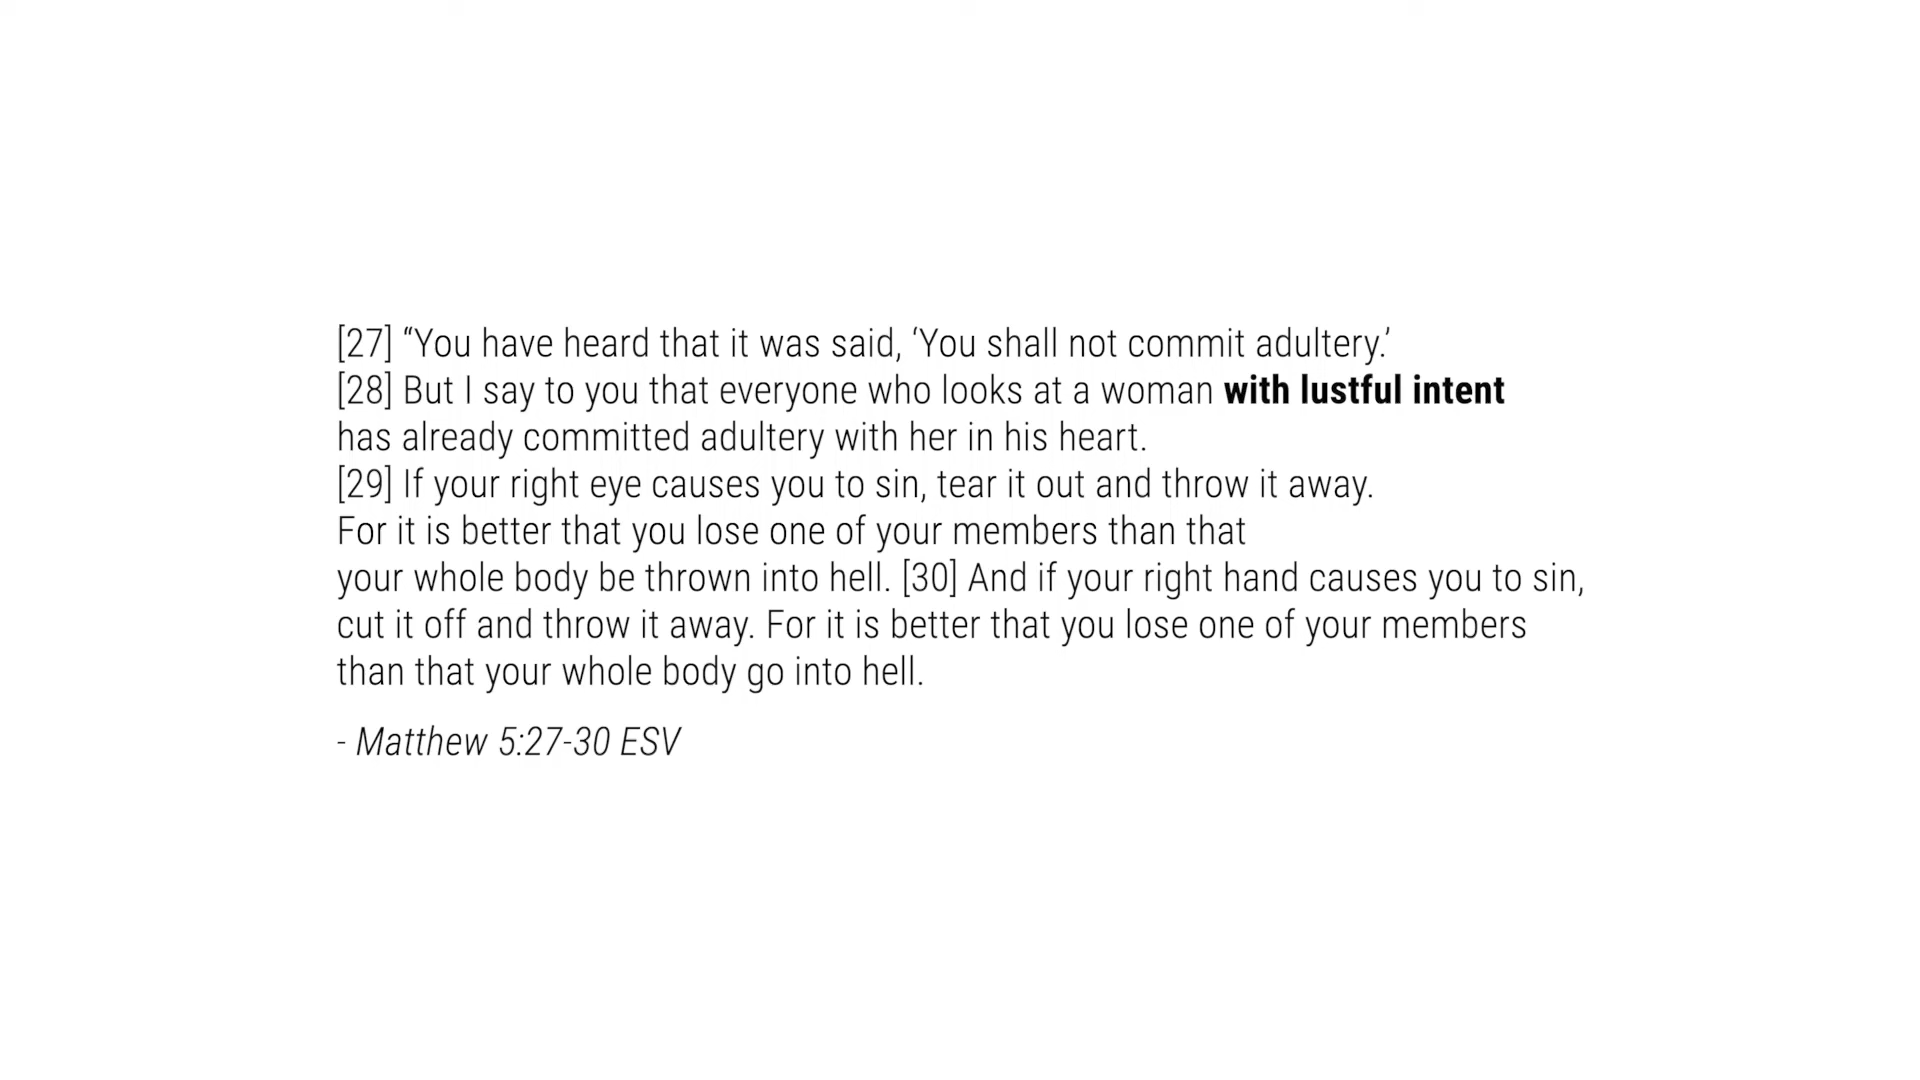 [27] “You have heard that it was said, ‘You shall not commit adultery.’
[28] But I say to you that everyone who looks at a woman with lustful intent
has already committed adultery with her in his heart.
[29] If your right eye causes you to sin, tear it out and throw it away.
For it is better that you lose one of your members than that
your whole body be thrown into hell. [30] And if your right hand causes you to sin,
cut it off and throw it away. For it is better that you lose one of your members
than that your whole body go into hell.
- Matthew 5:27-30 ESV